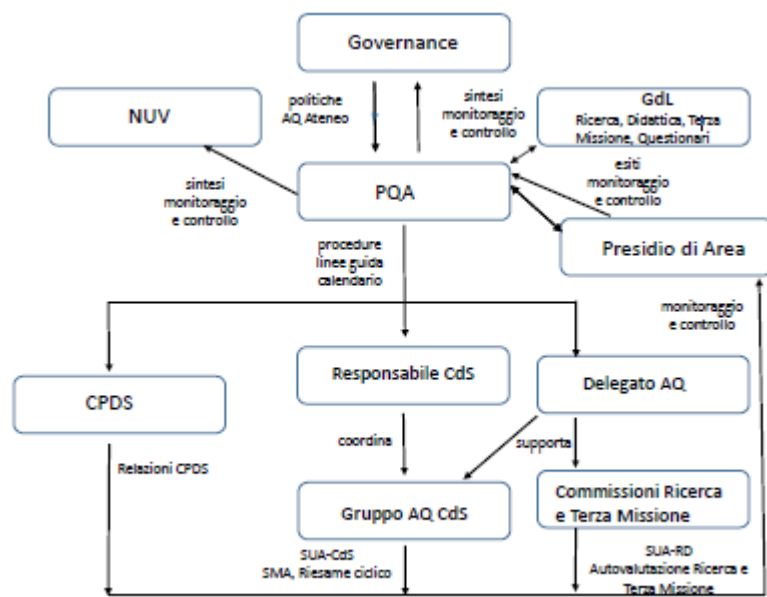 Governance
NUV
politiche
AQ Ateneo
sintesi
monitoraggio
e controllo
GdL
Ricerca, Didattica, Terza
Missione, Questionari
sintesi
monitoraggio
e controllo
PQA
esiti
monitoraggio
e controllo
Presidio di Area
procedure
linee guida
calendario
monitoraggio
e controllo
CPDS
Responsabile CdS
Delegato AQ
Relazioni CPDS
coordina
supporta
Gruppo AQ CdS
Commissioni Ricerca
e Terza Missione
SUA-CdS
SMA, Riesame ciclico
SUA-RD
Autovalutazione Ricerca e
Terza Missione